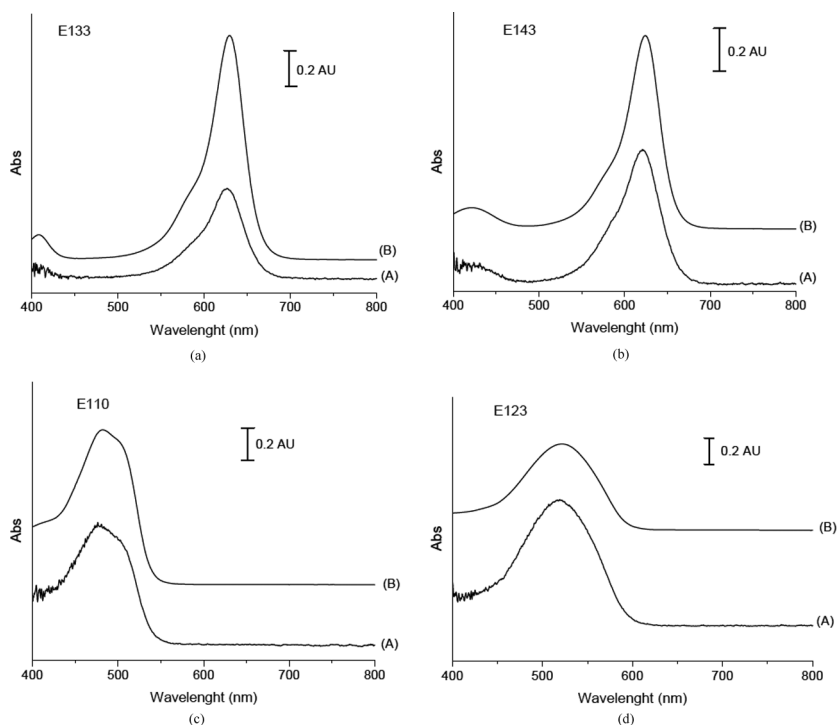 E133
0.2 AU
Abs
(B)
(A)
400 500 600 700 800
Wavelenght (nm)
(a)
E143
0.2 AU
Abs
(B)
(A)
400 500 600 700 800
Wavelenght (nm)
(b)
E110
0.2 AU
Abs
(B)
(A)
400 500 600 700 800
Wavelenght (nm)
(c)
E123
0.2 AU
Abs
(B)
(A)
400 500 600 700 800
Wavelenght (nm)
(d)